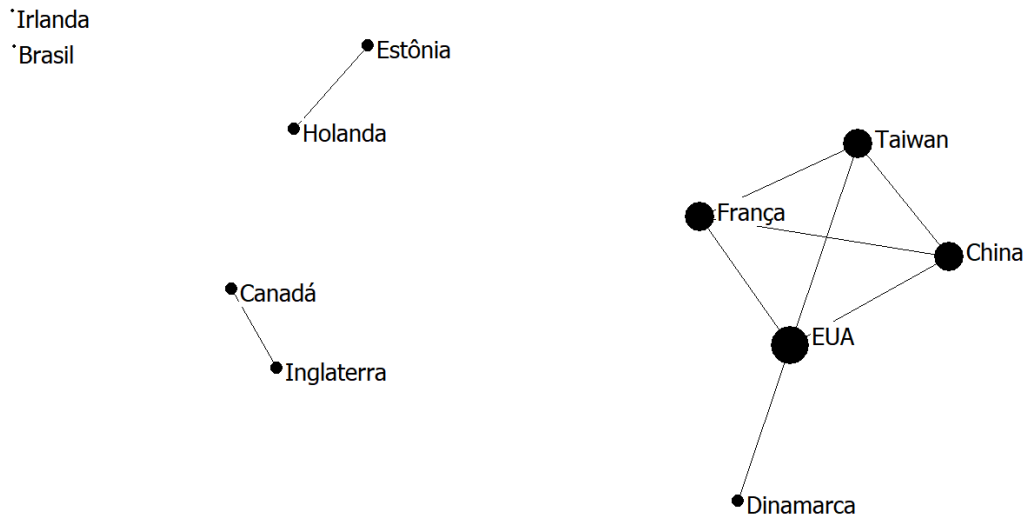 Irlanda
Brasil
Estônia
Holanda
Taiwan
França
China
Canadá
EUA
Inglaterra
Dinamarca